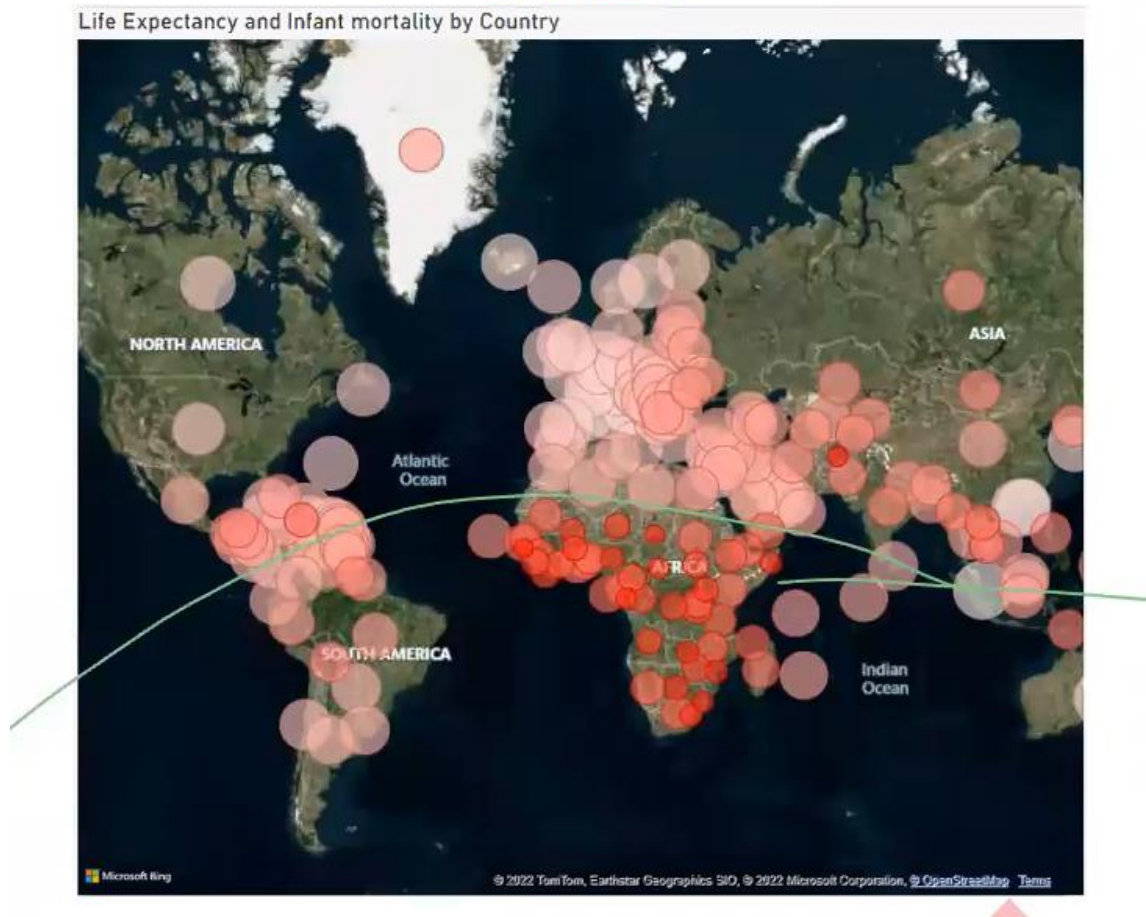 Life Expectancy and Infant mortality by Country
NORTH AMERICA
ASIA
Atlantic
Ocean
AFRICA
SOUTH AMERICA
Indian
Ocean
Microsoft Bing
© 2022 TomTom, Earthstar Geographics SIO, © 2022 Microsoft Corporation, © OpenStreetMap Terms